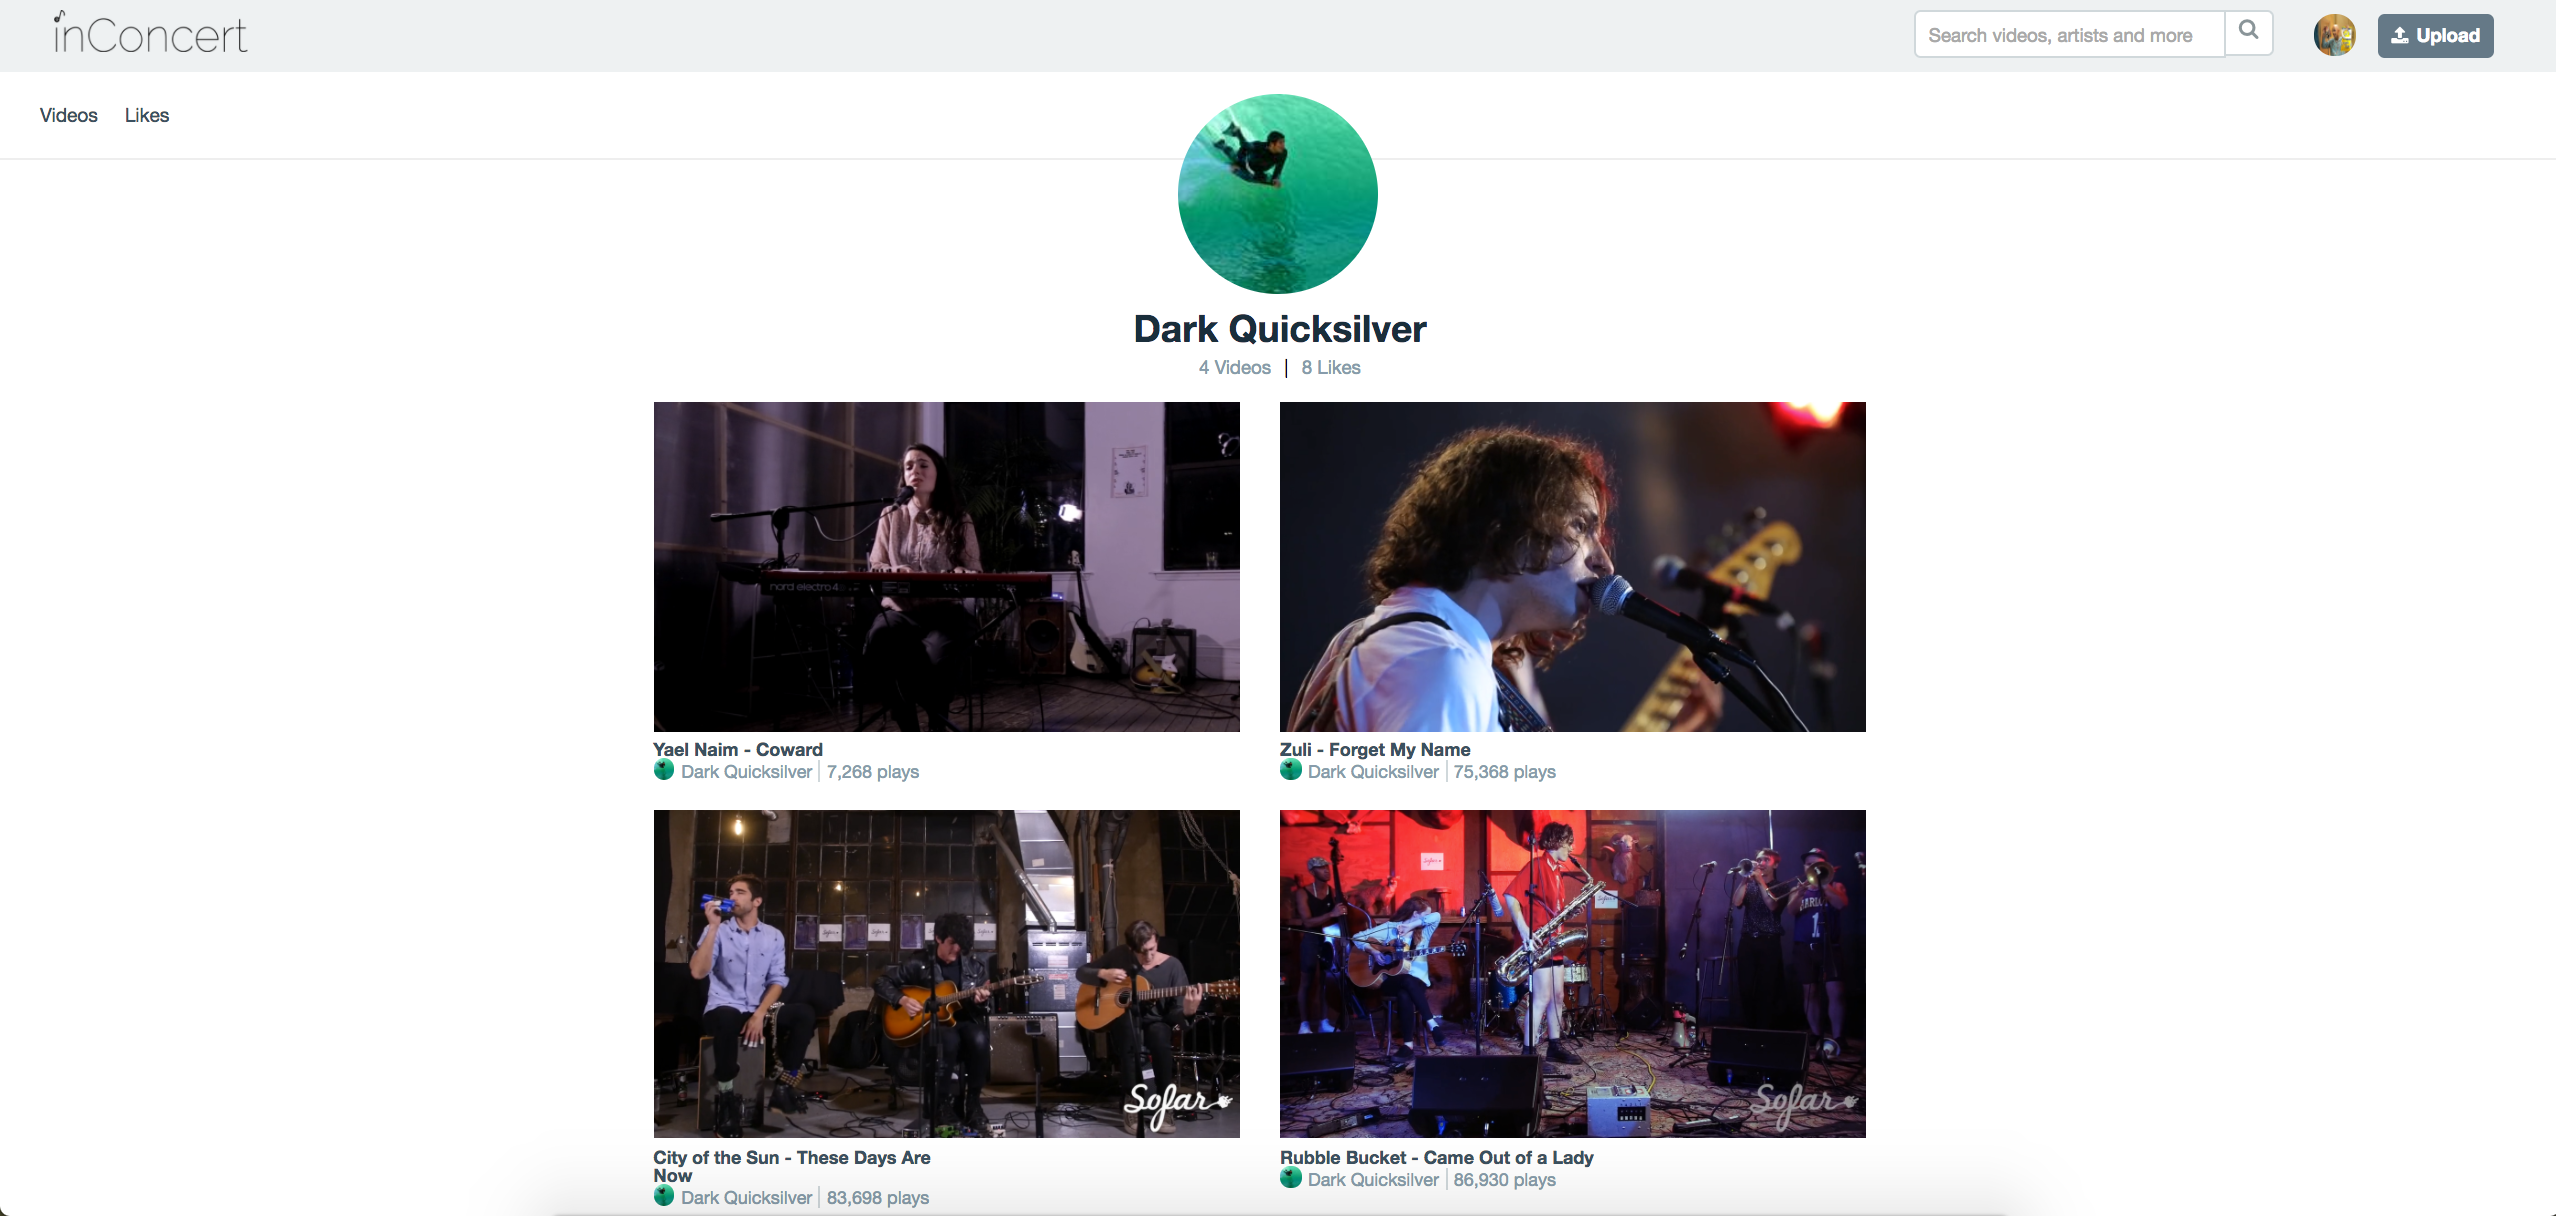 inConcert
Search videos, artists and more
Upload
Videos Likes
Dark Quicksilver
4 Videos | 8 Likes
nord electro 4
Yael Naim - Coward
Dark Quicksilver | 7,268 plays
Zuli - Forget My Name
Dark Quicksilver | 75,368 plays
Sofar
City of the Sun - These Days Are
Now
Dark Quicksilver | 83,698 plays
Sofar
Rubble Bucket - Came Out of a Lady
Dark Quicksilver | 86,930 plays